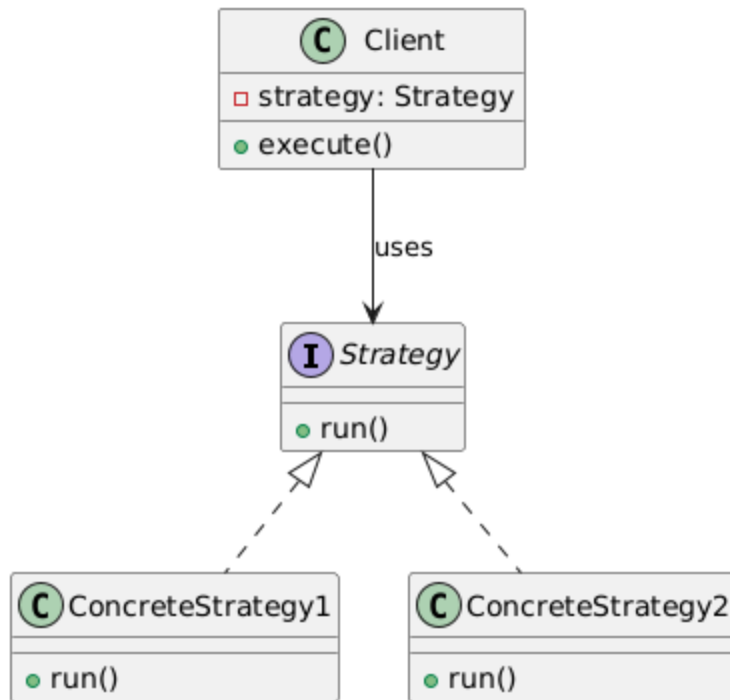 C Client
strategy: Strategy
execute()
uses
I Strategy
run()
C ConcreteStrategy1
run()
C ConcreteStrategy2
run()